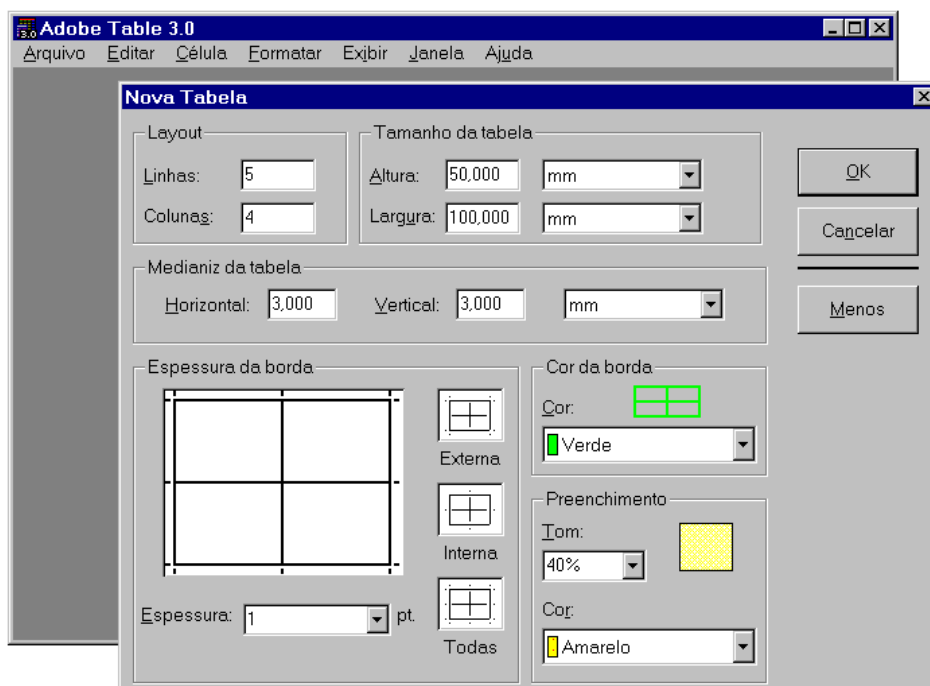 3.0 Adobe Table 3.0
Arquivo Editar Célula Formatar Exibir Janela Ajuda
Nova Tabela
Layout
Linhas: 5
Colunas: 4
Tamanho da tabela
Altura: 50,000 mm
Largura: 100,000 mm
OK
Cancelar
Menos
Medianiz da tabela
Horizontal: 3,000 Vertical: 3,000 mm
Espessura da borda
Externa
Interna
Todas
Espessura: 1 pt.
Cor da borda
Cor:
Verde
Preenchimento
Tom:
40%
Cor:
Amarelo